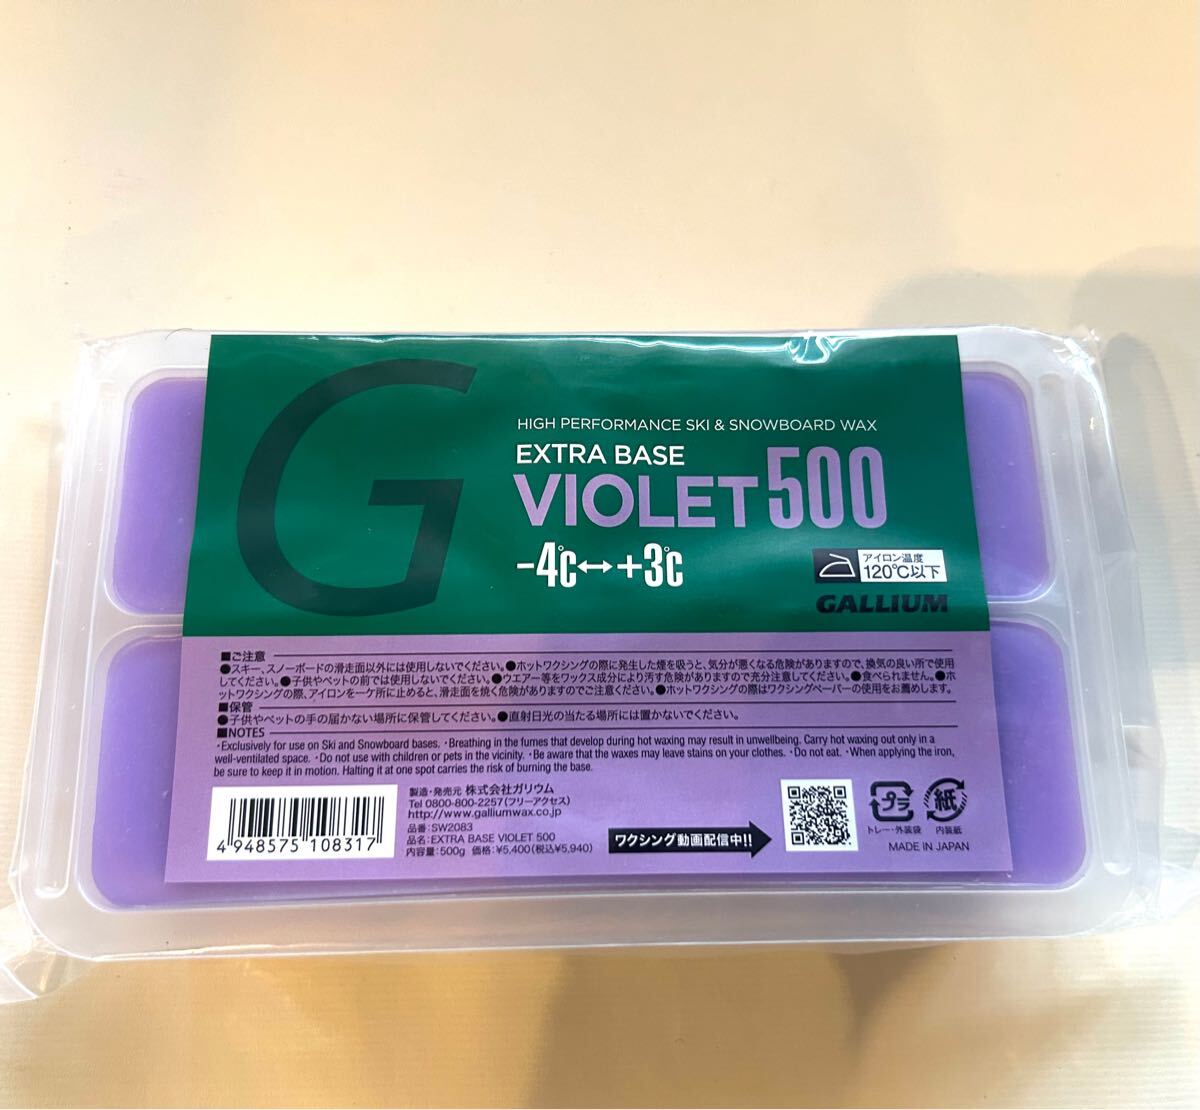 G
HIGH PERFORMANCE SKI & SNOWBOARD WAX
EXTRA BASE
VIOLET 500
-4℃↔+3℃
アイロン温度
120℃以下
GALLIUM
■ご注意
●スキー、スノーボードの滑走面以外には使用しないでください。●ホットワクシングの際に発生した煙を吸うと、気分が悪くなる危険がありますので、換気の良い所で使用
してください。●子供やペットの前では使用しないでください。●ウエアー等をワックス成分により汚す危険がありますので充分注意してください。●食べられません。●ホ
ットワクシングの際、アイロンを一ケ所に止めると、滑走面を焼く危険がありますのでご注意ください。●ホットワクシングの際はワクシングペーパーの使用をお薦めします。
■保管
●子供やペットの手の届かない場所に保管してください。●直射日光の当たる場所には置かないでください。
■NOTES
・Exclusively for use on Ski and Snowboard bases. ・Breathing in the fumes that develop during hot waxing may result in unwellbeing. Carry hot waxing out only in a
well-ventilated space. ・Do not use with children or pets in the vicinity. ・Be aware that the waxes may leave stains on your clothes. ・Do not eat. ・When applying the iron,
be sure to keep it in motion. Halting it at one spot carries the risk of burning the base.
4 948575 108317
製造・発売元 株式会社ガリウム
Tel 0800-800-2257(フリーアクセス)
http://www.galliumwax.co.jp
品番:SW2083
品名:EXTRA BASE VIOLET 500
内容量:500g 価格:¥5,400(税込¥5,940)
ワクシング動画配信中!!
プラ
トレー・外装袋
紙
内装紙
MADE IN JAPAN